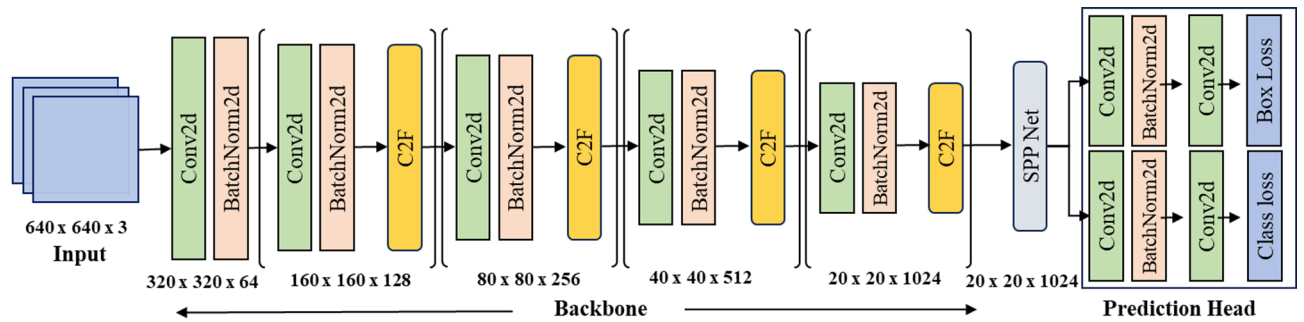 640 x 640 x 3
Input
Conv2d
BatchNorm2d
320 x 320 x 64
Conv2d
BatchNorm2d
C2F
160 x 160 x 128
Conv2d
BatchNorm2d
C2F
80 x 80 x 256
Conv2d
BatchNorm2d
C2F
40 x 40 x 512
Conv2d
BatchNorm2d
C2F
20 x 20 x 1024
Backbone
SPP Net
20 x 20 x 1024
Conv2d
BatchNorm2d
Conv2d
Box Loss
Conv2d
BatchNorm2d
Conv2d
Class loss
Prediction Head